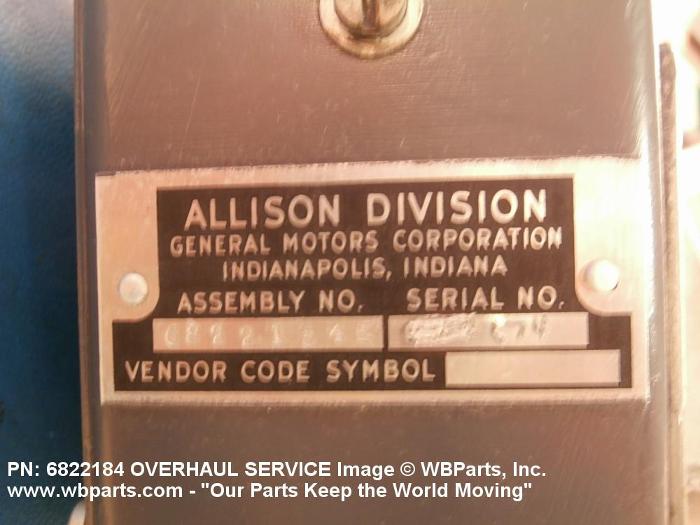 ALLISON DIVISION
GENERAL MOTORS CORPORATION
INDIANAPOLIS, INDIANA
ASSEMBLY NO. SERIAL NO.
VENDOR CODE SYMBOL
PN: 6822184 OVERHAUL SERVICE Image © WBParts, Inc.
www.wbparts.com - "Our Parts Keep the World Moving"